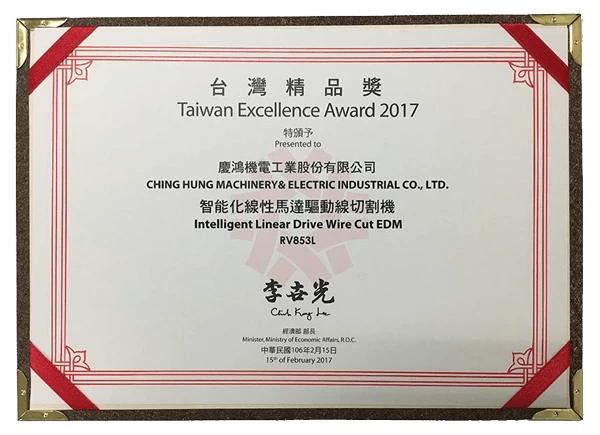 台灣精品獎
Taiwan Excellence Award 2017
特頒予
Presented to
慶鴻機電工業股份有限公司
CHING HUNG MACHINERY& ELECTRIC INDUSTRIAL CO., LTD.
智能化線性馬達驅動線切割機
Intelligent Linear Drive Wire Cut EDM
RV853L
李世光
Chih Kung Lee
經濟部 部長
Minister, Ministry of Economic Affairs, R.O.C.
中華民國106年2月15日
15th of February 2017